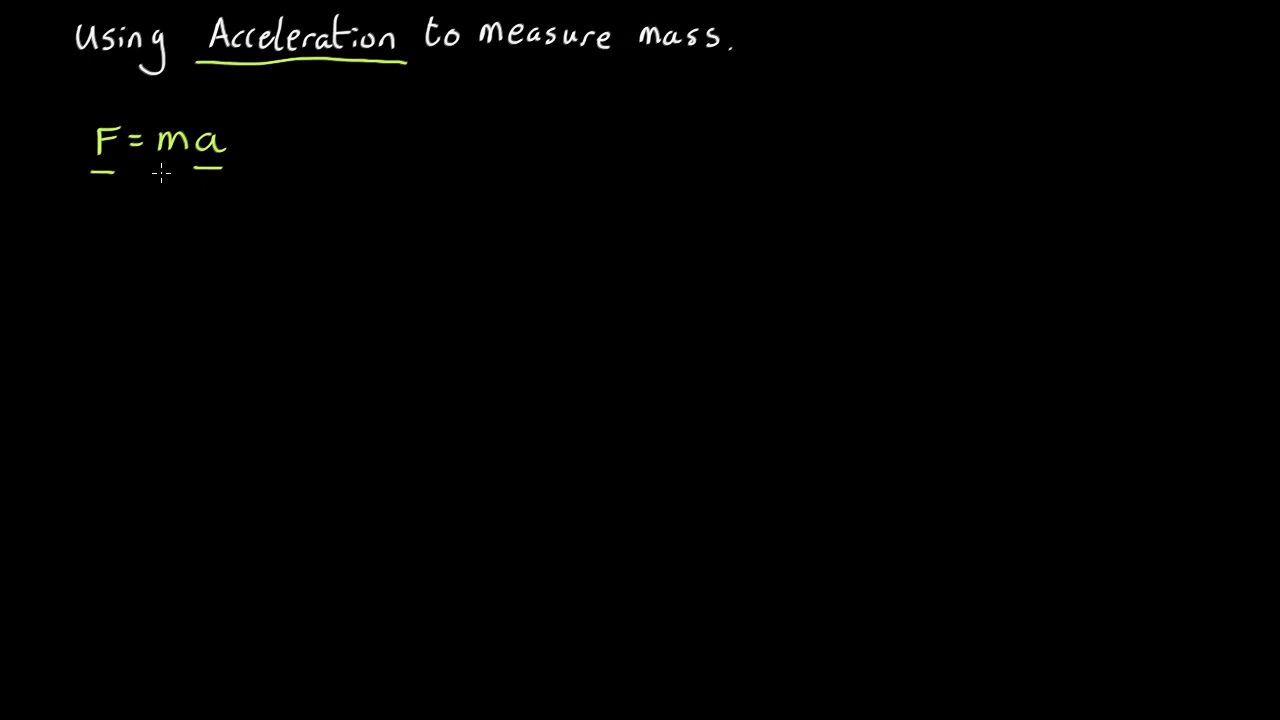 Using Acceleration to measure mass.
F = ma